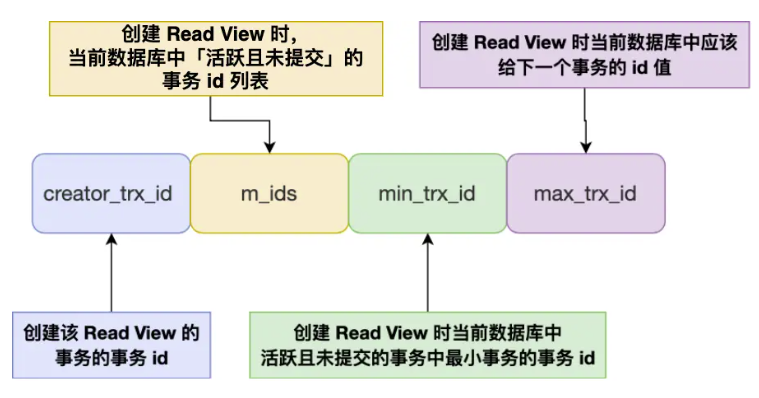 创建 Read View 时，
当前数据库中「活跃且未提交」的
事务 id 列表
创建 Read View 时当前数据库中应该
给下一个事务的 id 值
creator_trx_id
m_ids
min_trx_id
max_trx_id
创建该 Read View 的
事务的事务 id
创建 Read View 时当前数据库中
活跃且未提交的事务中最小事务的事务 id